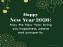 Happy
New Year 2020!
May the New Year bring
you happiness, peace
and prosperity.